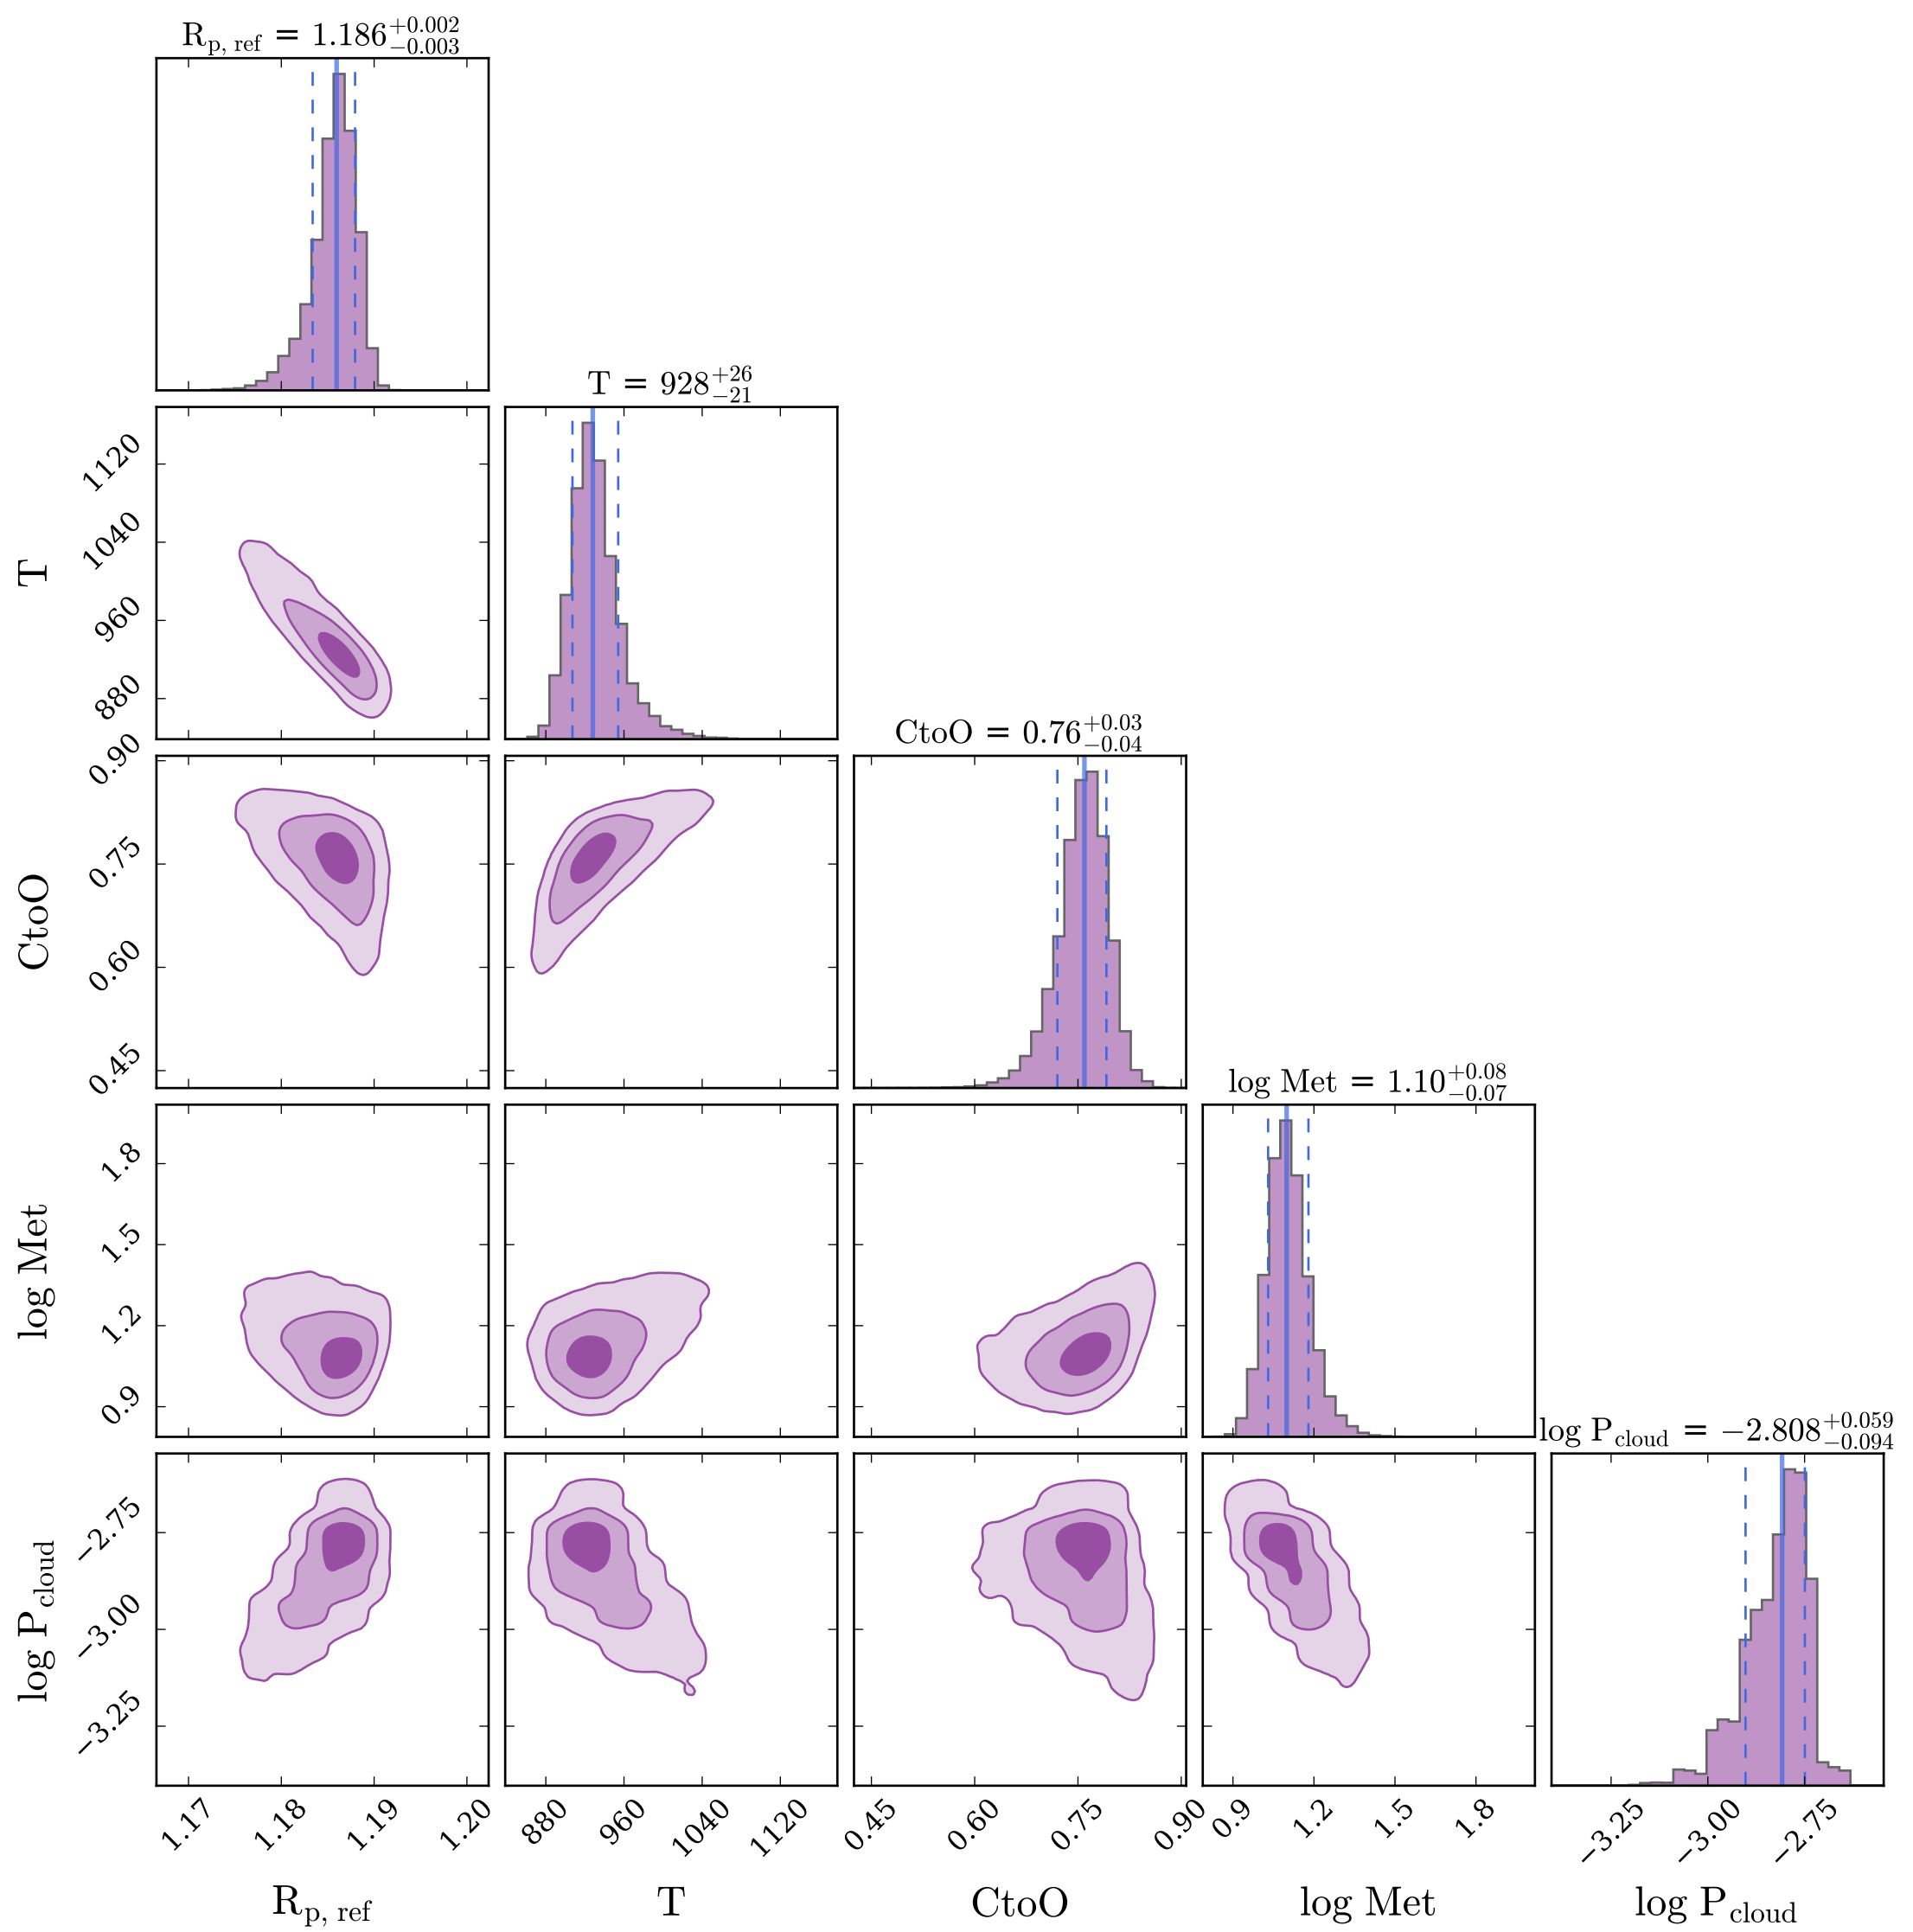 R_p, ref = 1.186 +0.002 −0.003
T = 928 +26 −21
1120
1040
960
880
T
CtoO = 0.76 +0.03 −0.04
0.90
0.75
0.60
0.45
CtoO
log Met = 1.10 +0.08 −0.07
1.8
1.5
1.2
0.9
log Met
log P_cloud = −2.808 +0.059 −0.094
−2.75
−3.00
−3.25
log P_cloud
1.17 1.18 1.19 1.20 880 960 1040 1120 0.45 0.60 0.75 0.90 0.9 1.2 1.5 1.8 −3.25 −3.00 −2.75
R_p, ref T CtoO log Met log P_cloud